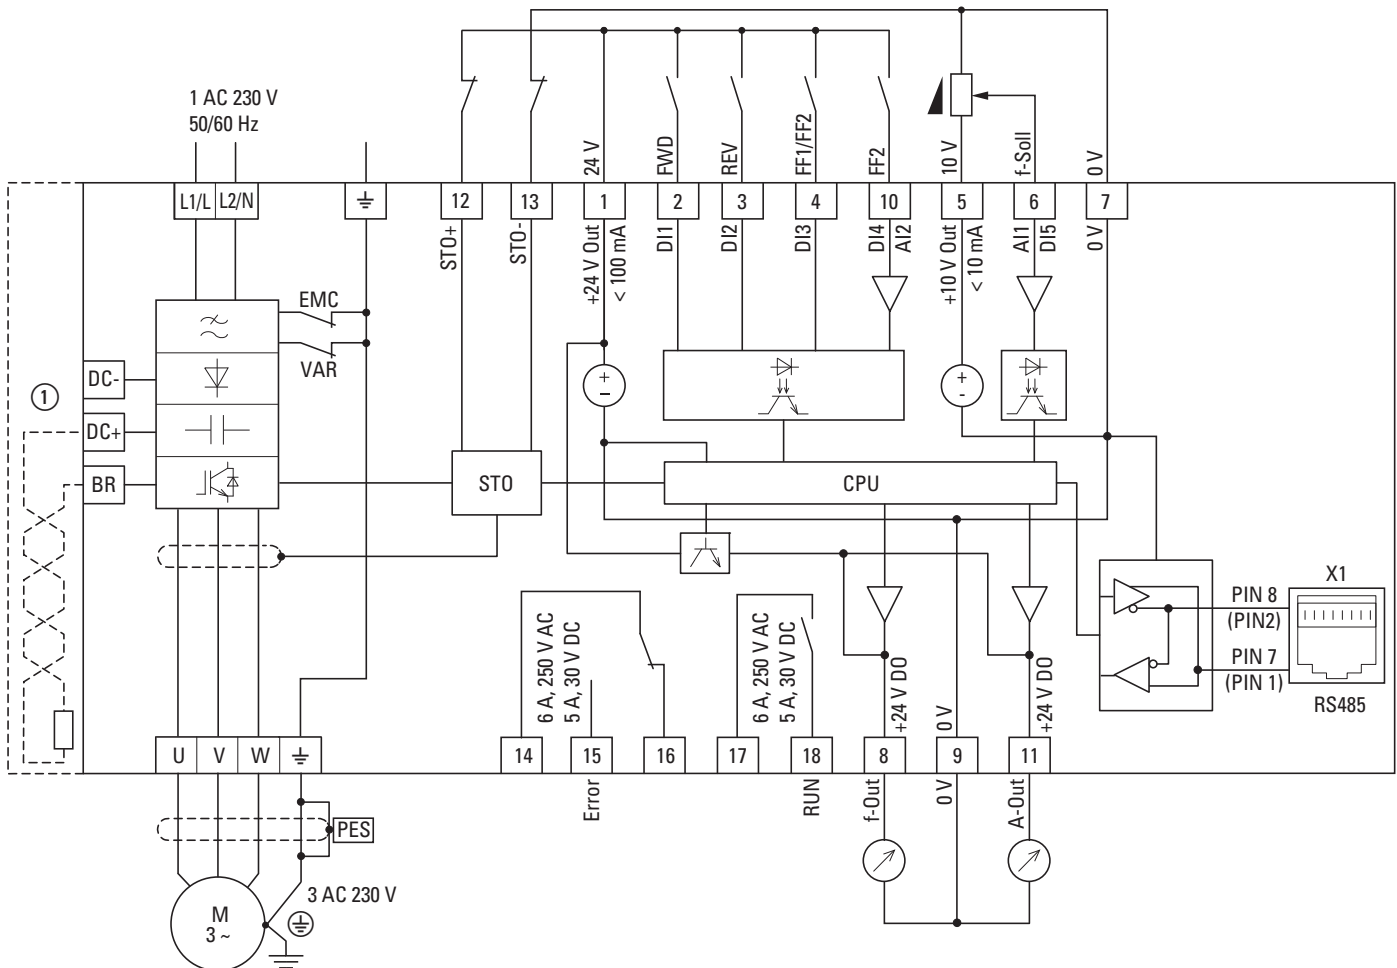 1 AC 230 V
50/60 Hz
24 V
FWD
REV
FF1/FF2
FF2
10 V
f-Soll
0 V
L1/L
L2/N
12
13
1
2
3
4
10
5
6
7
STO+
STO-
+24 V Out
< 100 mA
DI1
DI2
DI3
DI4
AI2
+10 V Out
< 10 mA
AI1
DI5
0 V
EMC
VAR
1
DC-
DC+
BR
+
-
+
-
STO
CPU
X1
PIN 8
(PIN2)
PIN 7
(PIN 1)
RS485
6 A, 250 V AC
5 A, 30 V DC
6 A, 250 V AC
5 A, 30 V DC
+24 V DO
0 V
+24 V DO
U
V
W
14
15
16
17
18
8
9
11
Error
RUN
f-Out
0 V
A-Out
PES
3 AC 230 V
M
3 ~